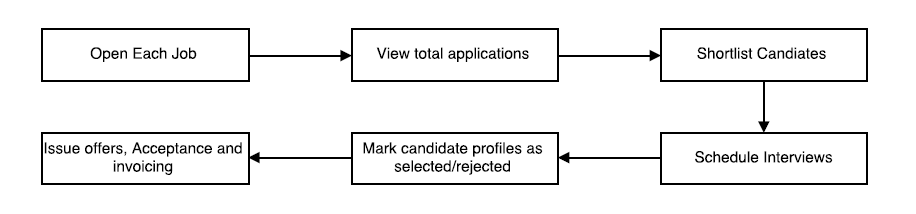 Open Each Job
View total applications
Shortlist Candiates
Schedule Interviews
Mark candidate profiles as
selected/rejected
Issue offers, Acceptance and
invoicing